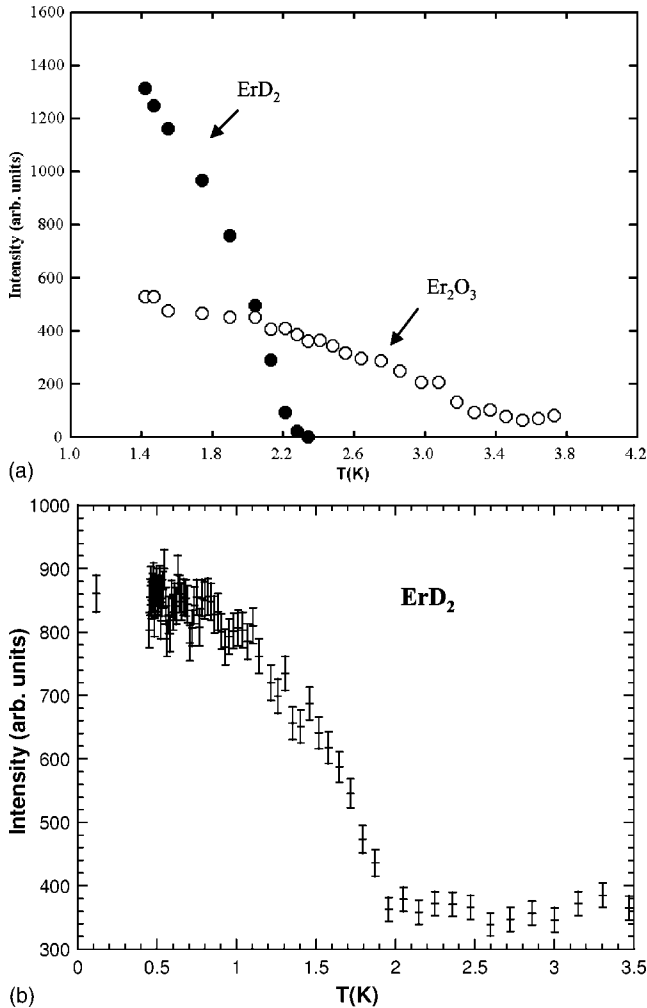 1600
1400
1200
1000
800
600
400
200
0
Intensity (arb. units)
ErD2
Er2O3
1.0 1.4 1.8 2.2 2.6 3.0 3.4 3.8 4.2
T(K)
(a)
1000
900
800
700
600
500
400
300
Intensity (arb. units)
ErD2
0 0.5 1 1.5 2 2.5 3 3.5
T(K)
(b)